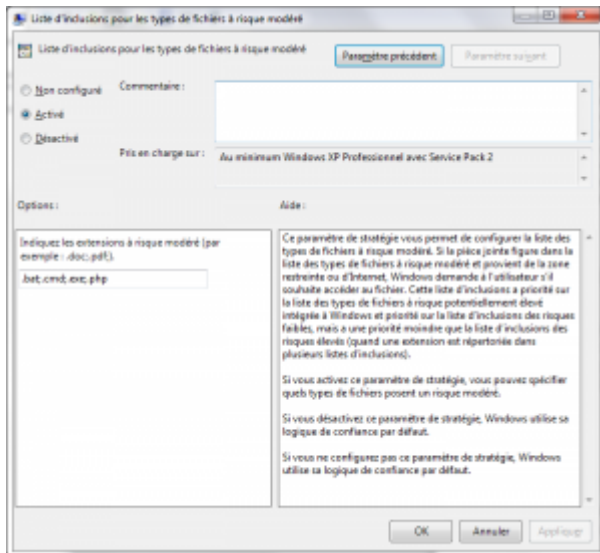 Liste d'inclusions pour les types de fichiers à risque modéré
Liste d'inclusions pour les types de fichiers à risque modéré
Paramètre précédent
Paramètre suivant
Non configuré
Commentaire :
Activé
Désactivé
Pris en charge sur :
Au minimum Windows XP Professionnel avec Service Pack 2
Options :
Aide :
Indiquez les extensions à risque modéré (par
exemple : .doc;.pdf;).
.bat;.cmd;.exe;.php
Ce paramètre de stratégie vous permet de configurer la liste des
types de fichiers à risque modéré. Si la pièce jointe figure dans la
liste des types de fichiers à risque modéré et provient de la zone
restreinte ou d'Internet, Windows demande à l'utilisateur s'il
souhaite accéder au fichier. Cette liste d'inclusions a priorité sur
la liste des types de fichiers à risque potentiellement élevé
intégrée à Windows et priorité sur la liste d'inclusions des risques
faibles, mais a une priorité moindre que la liste d'inclusions des
risques élevés (quand une extension est répertoriée dans
plusieurs listes d'inclusions).
Si vous activez ce paramètre de stratégie, vous pouvez spécifier
quels types de fichiers posent un risque modéré.
Si vous désactivez ce paramètre de stratégie, Windows utilise sa
logique de confiance par défaut.
Si vous ne configurez pas ce paramètre de stratégie, Windows
utilise sa logique de confiance par défaut.
OK
Annuler
Appliquer